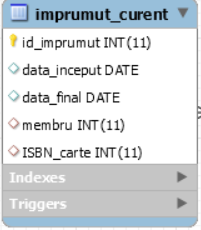 imprumut_curent
id_imprumut INT(11)
data_inceput DATE
data_final DATE
membru INT(11)
ISBN_carte INT(11)
Indexes
Triggers